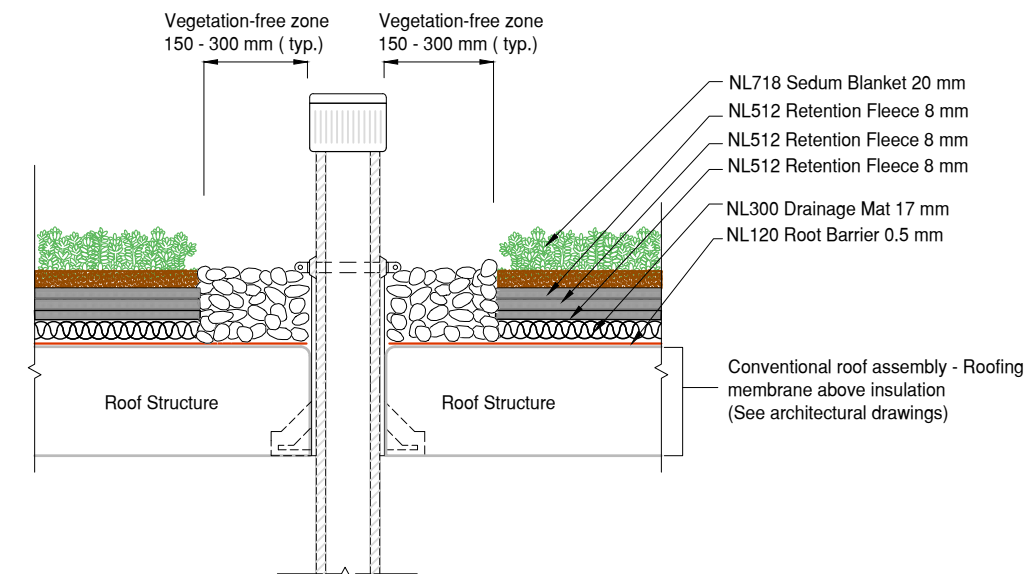 Vegetation-free zone
150 - 300 mm ( typ.)
Vegetation-free zone
150 - 300 mm ( typ.)
NL718 Sedum Blanket 20 mm
NL512 Retention Fleece 8 mm
NL512 Retention Fleece 8 mm
NL512 Retention Fleece 8 mm
NL300 Drainage Mat 17 mm
NL120 Root Barrier 0.5 mm
Conventional roof assembly - Roofing
membrane above insulation
(See architectural drawings)
Roof Structure
Roof Structure